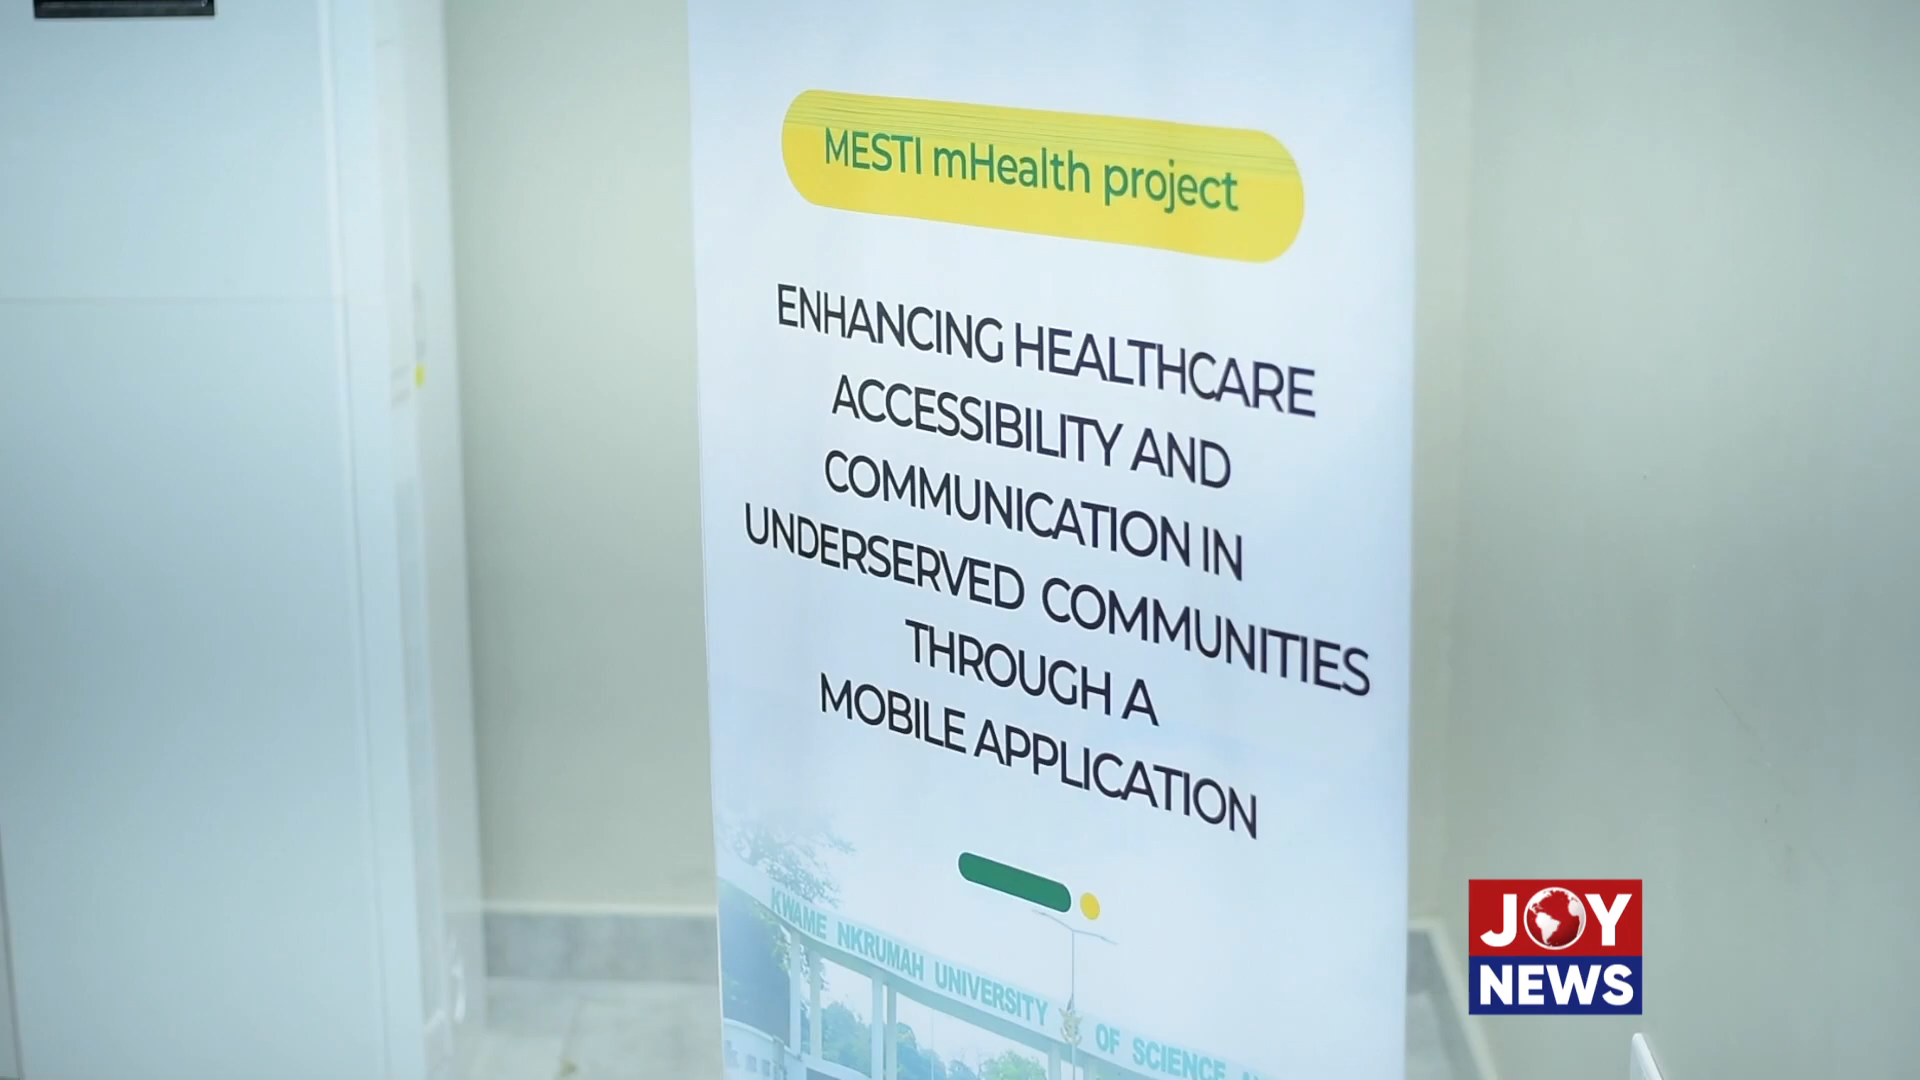 MESTI mHealth project
ENHANCING HEALTHCARE
ACCESSIBILITY AND
COMMUNICATION IN
UNDERSERVED COMMUNITIES
THROUGH A
MOBILE APPLICATION
KWAME NKRUMAH UNIVERSITY OF SCIENCE
JOY
NEWS